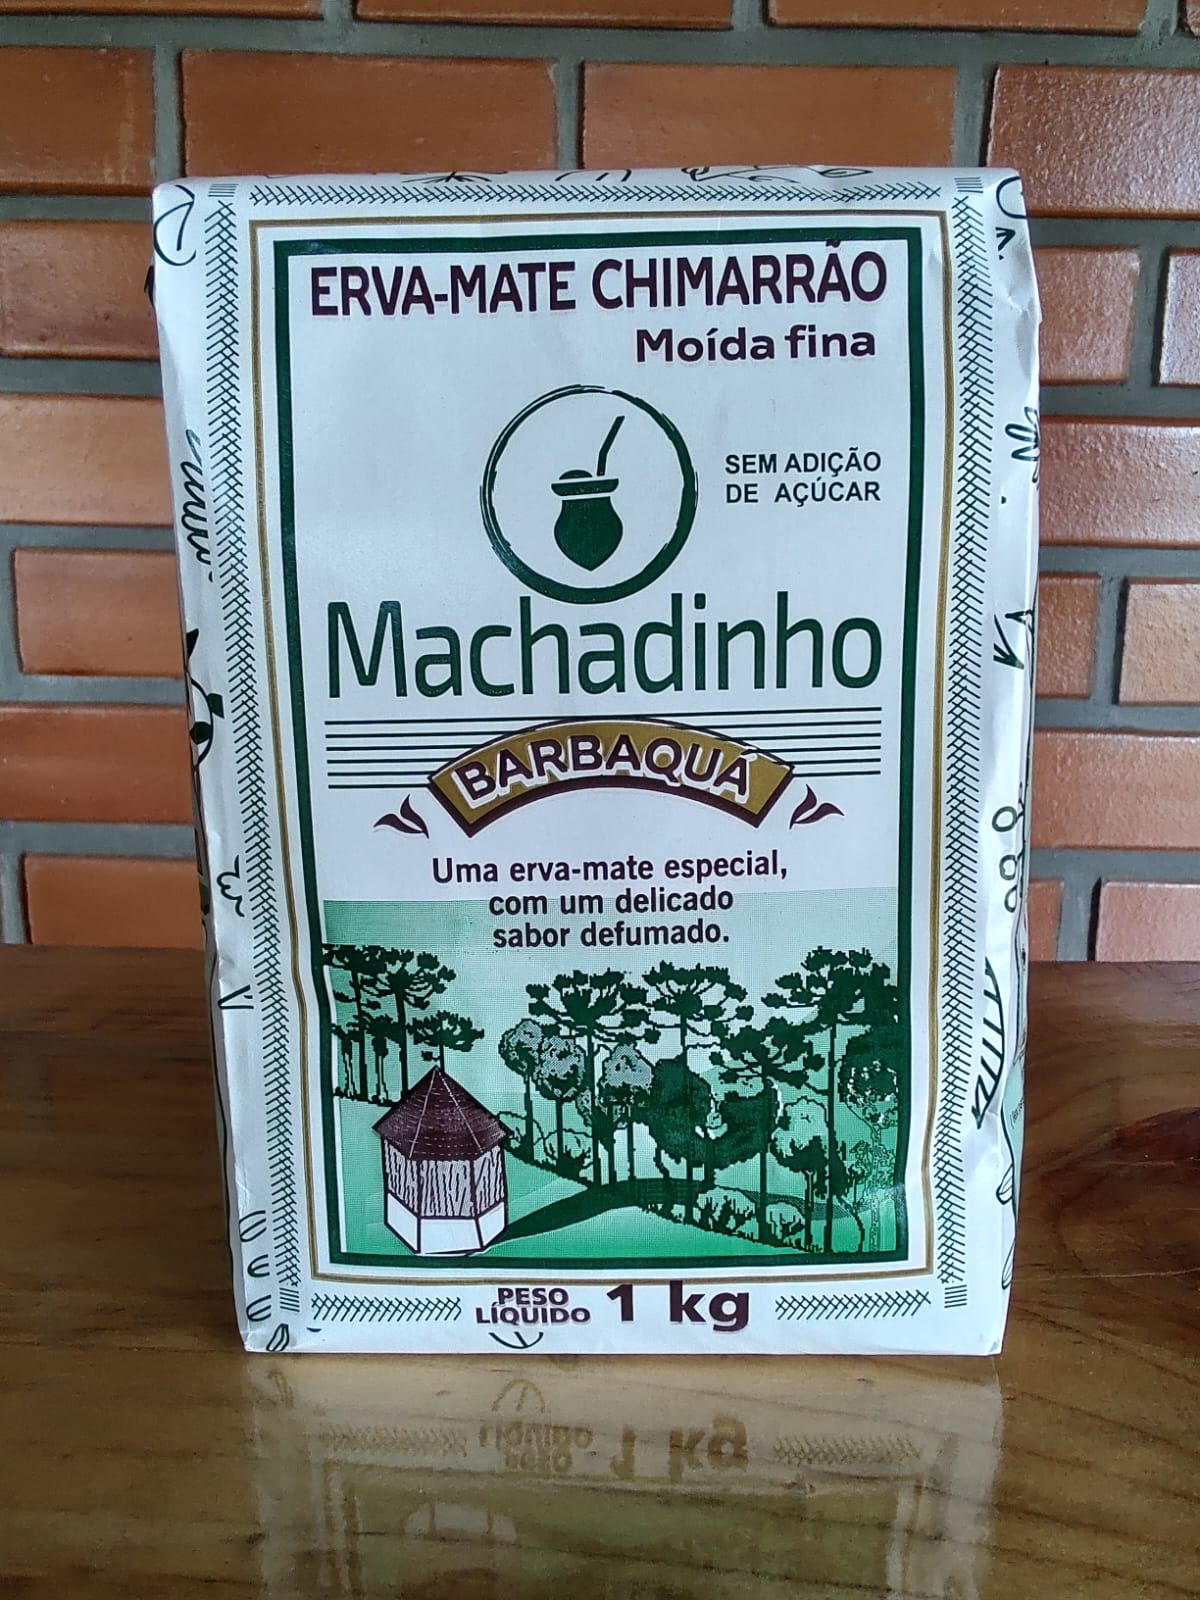 ERVA-MATE CHIMARRÃO
Moída fina
SEM ADIÇÃO
DE AÇÚCAR
Machadinho
BARBAQUÁ
Uma erva-mate especial,
com um delicado
sabor defumado.
PESO
LÍQUIDO 1 kg